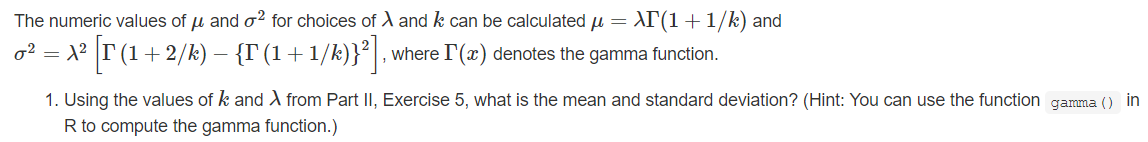 The numeric values of μ and σ² for choices of λ and k can be calculated μ = λΓ(1 + 1/k) and
σ² = λ² [Γ (1 + 2/k) − {Γ (1 + 1/k)}²], where Γ(x) denotes the gamma function.
1. Using the values of k and λ from Part II, Exercise 5, what is the mean and standard deviation? (Hint: You can use the function gamma () in
R to compute the gamma function.)